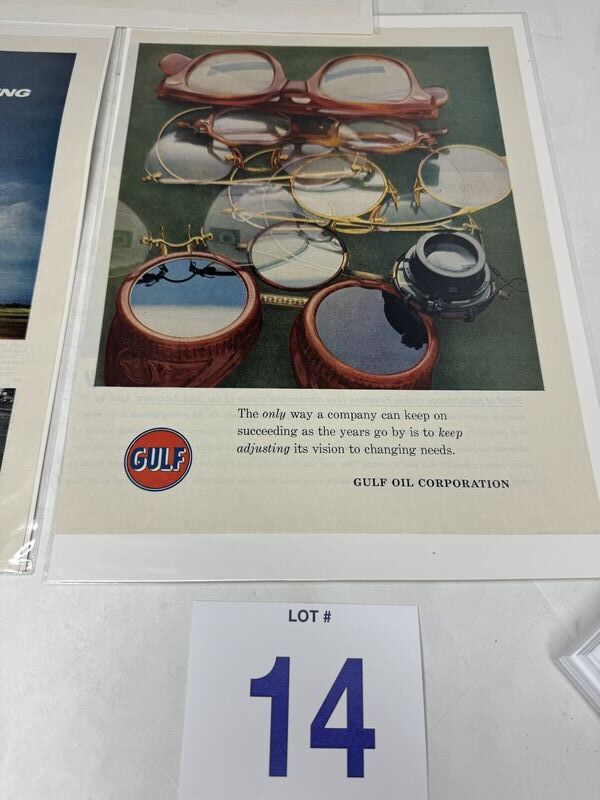 NG
The only way a company can keep on
succeeding as the years go by is to keep
adjusting its vision to changing needs.
GULF
GULF OIL CORPORATION
LOT #
14